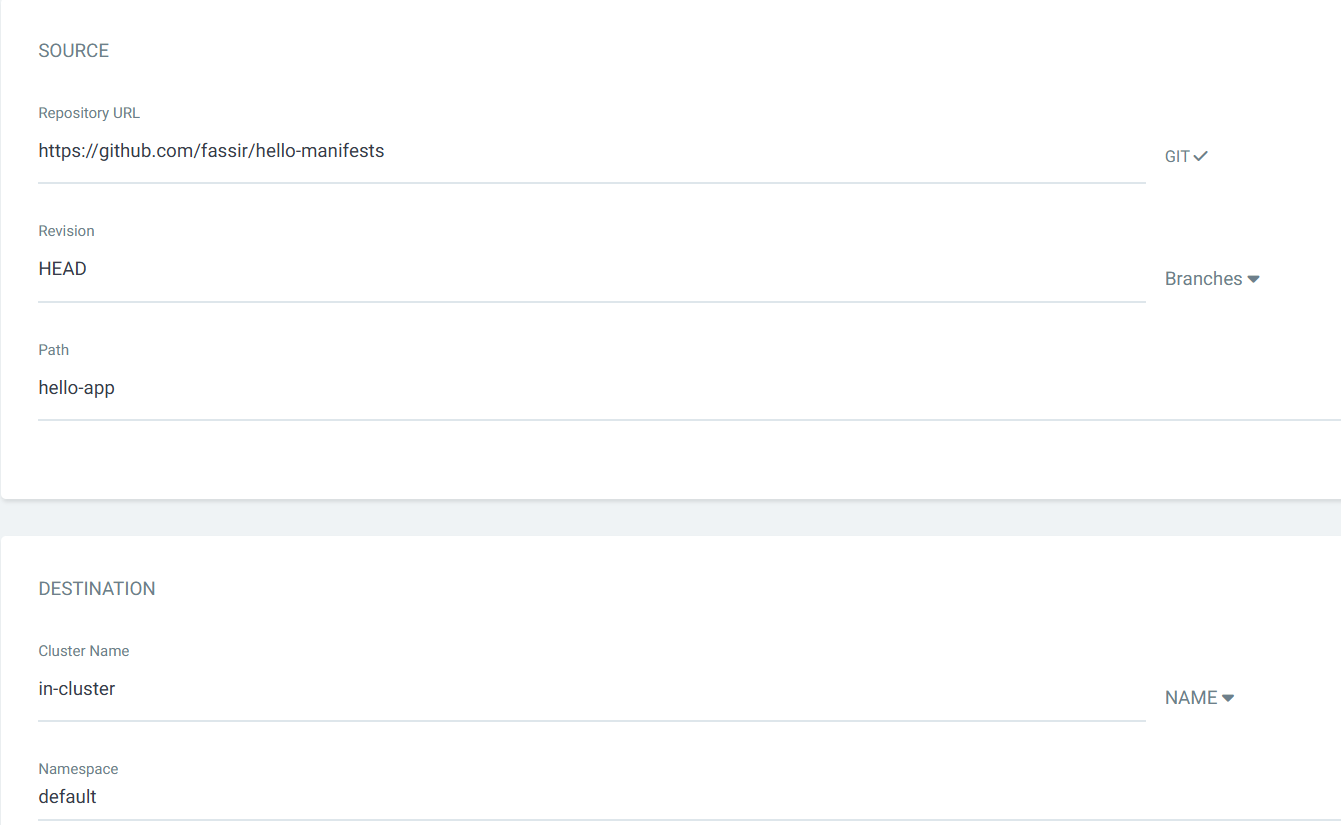 SOURCE
Repository URL
https://github.com/fassir/hello-manifests
GIT
Revision
HEAD
Branches
Path
hello-app
DESTINATION
Cluster Name
in-cluster
NAME
Namespace
default